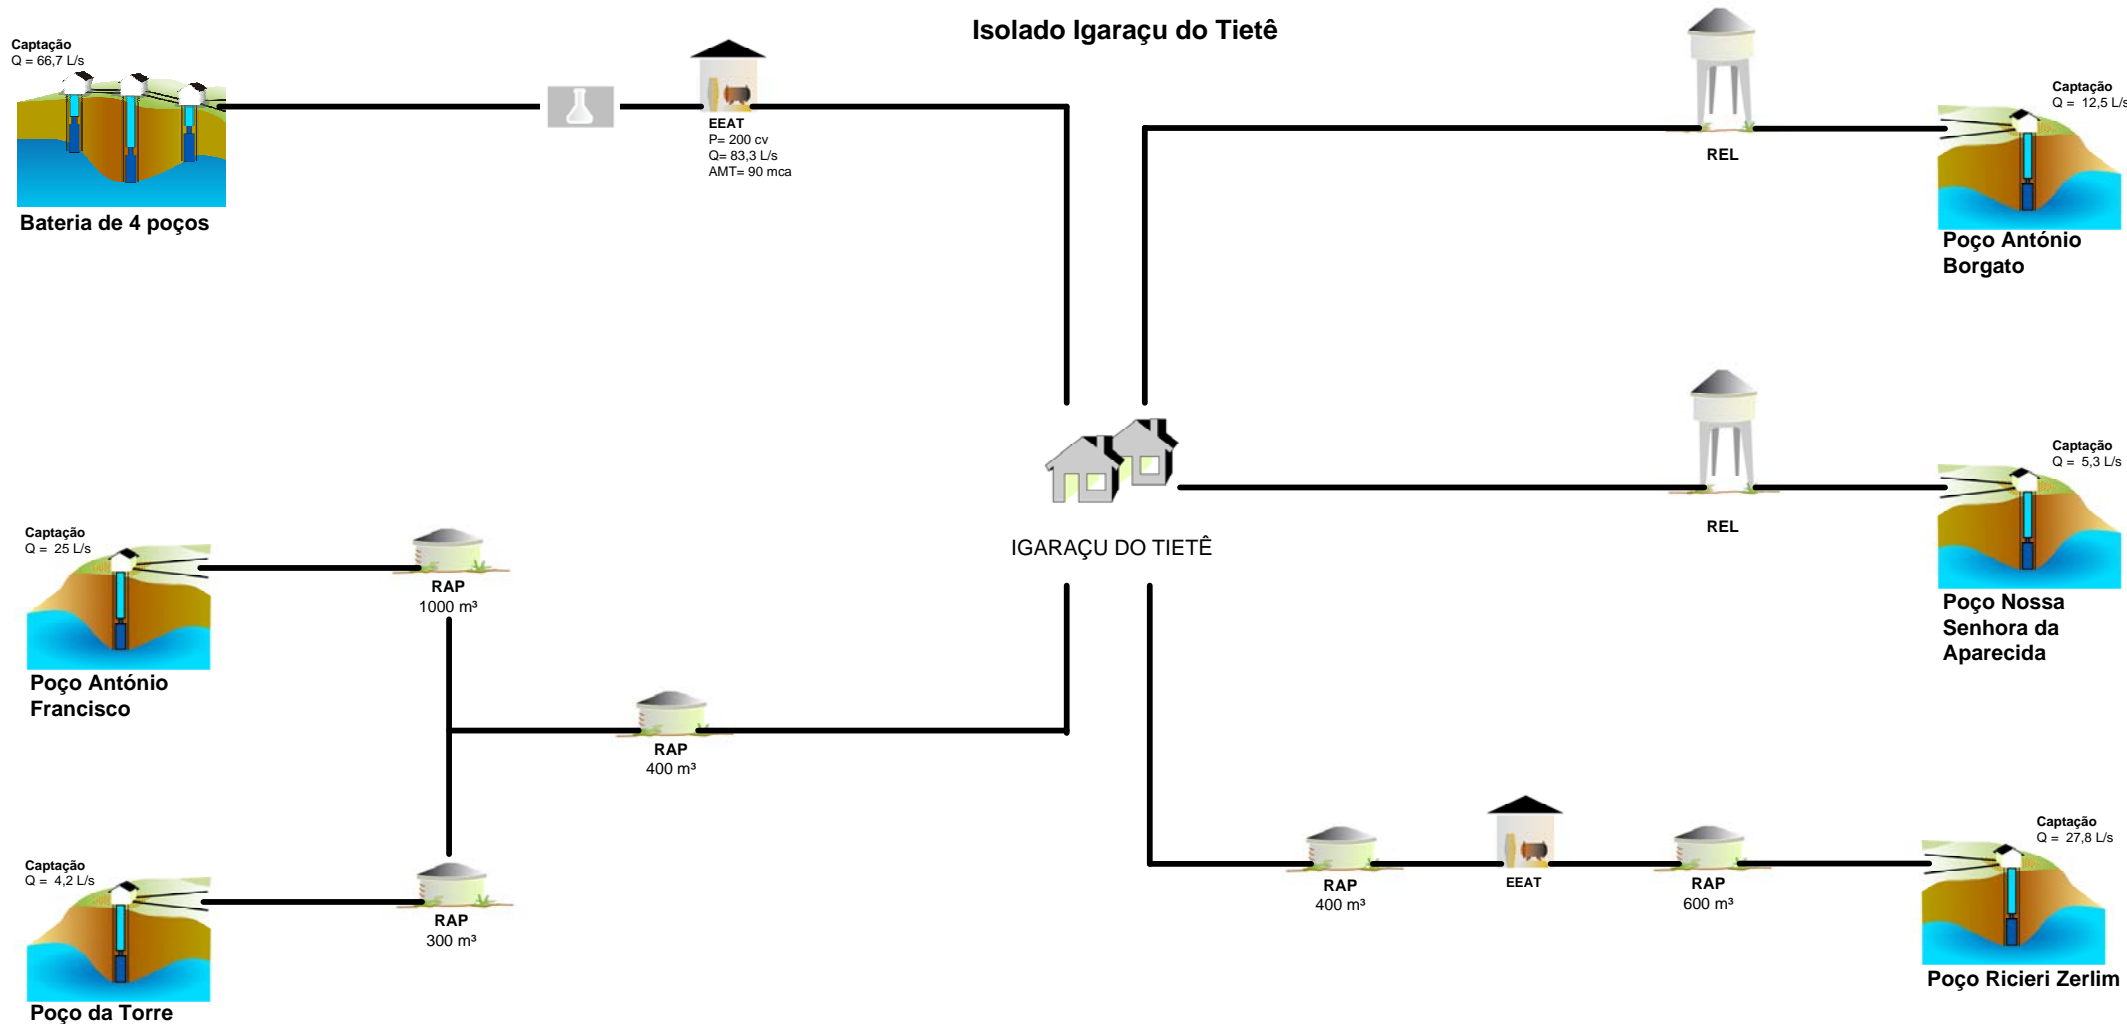 Isolado Igaraçu do Tietê
Captação
Q = 66,7 L/s
Bateria de 4 poços
EEAT
P= 200 cv
Q= 83,3 L/s
AMT= 90 mca
REL
Captação
Q = 12,5 L/s
Poço António
Borgato
REL
Captação
Q = 5,3 L/s
Poço Nossa
Senhora da
Aparecida
IGARAÇU DO TIETÊ
Captação
Q = 25 L/s
Poço António
Francisco
RAP
1000 m³
RAP
400 m³
Captação
Q = 4,2 L/s
Poço da Torre
RAP
300 m³
RAP
400 m³
EEAT
RAP
600 m³
Captação
Q = 27,8 L/s
Poço Ricieri Zerlim